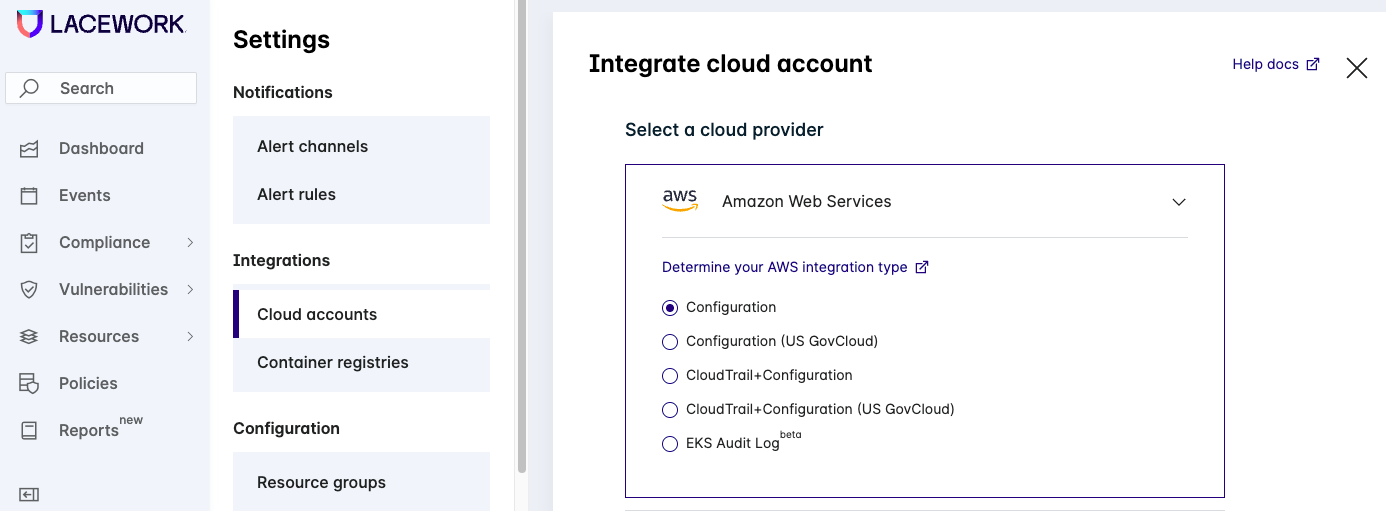 LACEWORK
Search
Dashboard
Events
Compliance
Vulnerabilities
Resources
Policies
Reports new
Settings
Notifications
Alert channels
Alert rules
Integrations
Cloud accounts
Container registries
Configuration
Resource groups
Integrate cloud account
Help docs
Select a cloud provider
aws Amazon Web Services
Determine your AWS integration type
Configuration
Configuration (US GovCloud)
CloudTrail+Configuration
CloudTrail+Configuration (US GovCloud)
EKS Audit Log beta